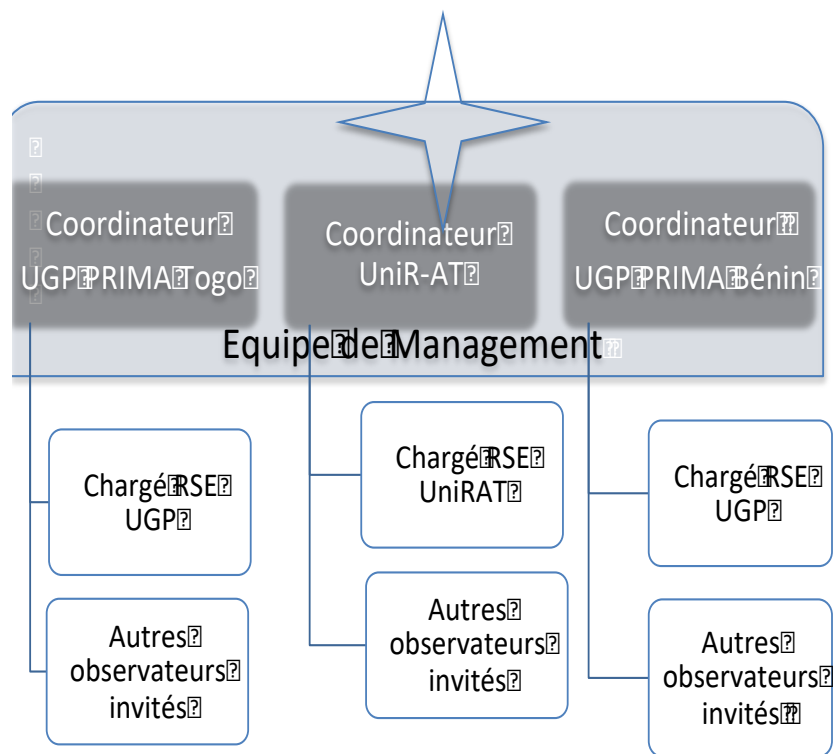 Coordinateur
UGP PRIMA Togo
Coordinateur
UniR-AT
Coordinateur
UGP PRIMA Bénin
Equipe de Management
Chargé RSE
UGP
Autres
observateurs
invités
Chargé RSE
UniRAT
Autres
observateurs
invités
Chargé RSE
UGP
Autres
observateurs
invités